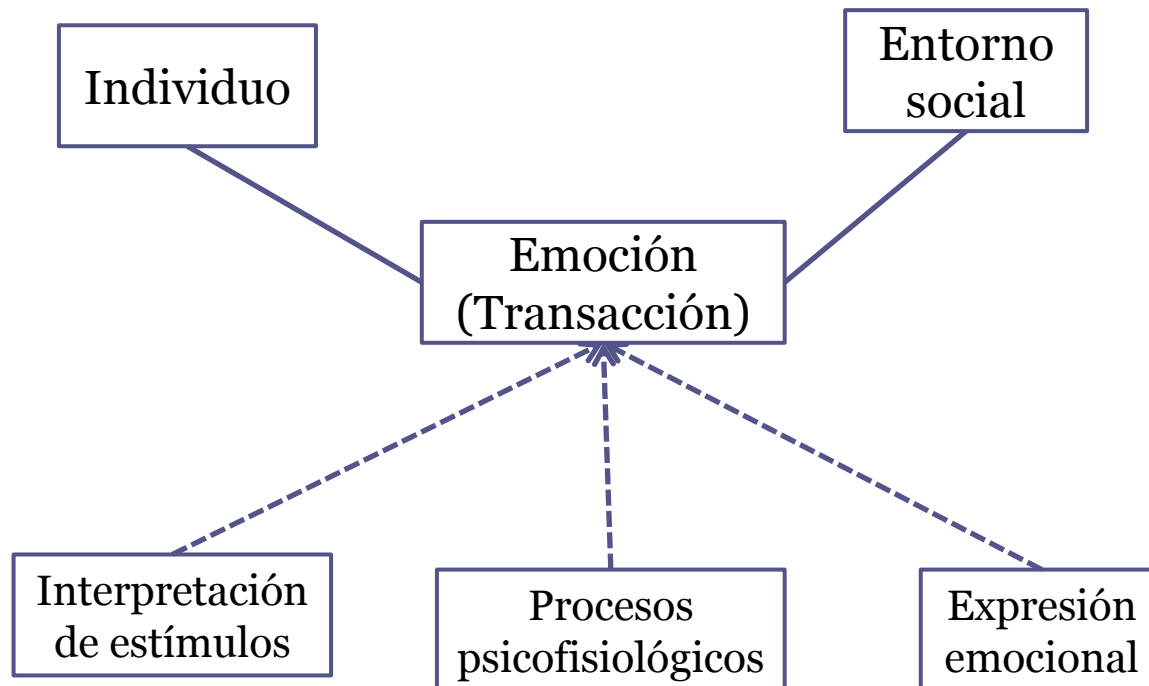 Individuo
Entorno
social
Emoción
(Transacción)
Interpretación
de estímulos
Procesos
psicofisiológicos
Expresión
emocional